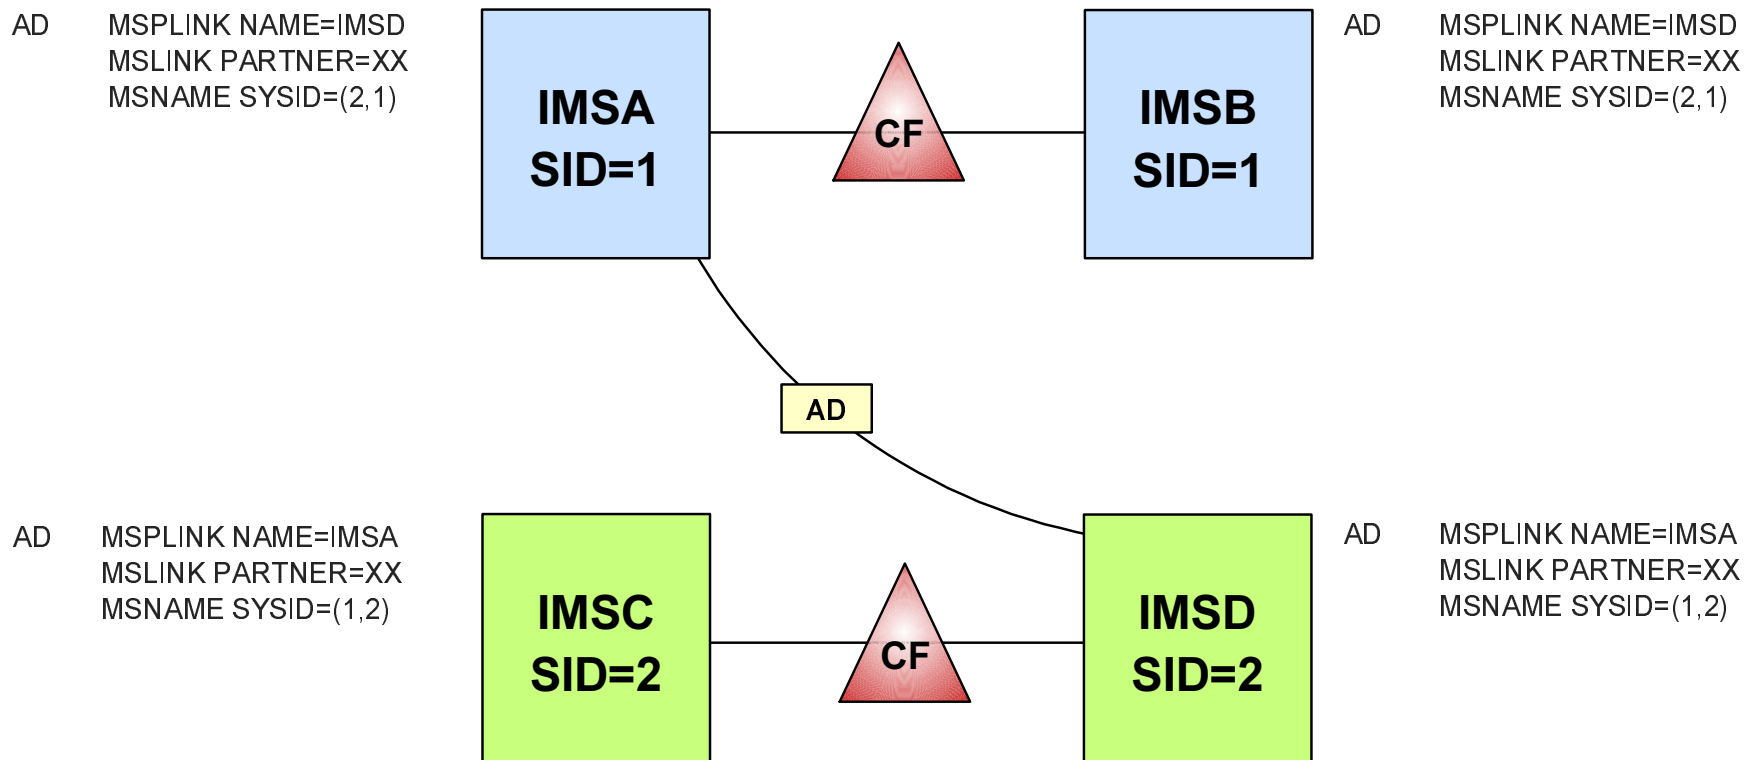 AD MSPLINK NAME=IMSD
MSLINK PARTNER=XX
MSNAME SYSID=(2,1)
IMSA
SID=1
CF
IMSB
SID=1
AD MSPLINK NAME=IMSD
MSLINK PARTNER=XX
MSNAME SYSID=(2,1)
AD
AD MSPLINK NAME=IMSA
MSLINK PARTNER=XX
MSNAME SYSID=(1,2)
IMSC
SID=2
CF
IMSD
SID=2
AD MSPLINK NAME=IMSA
MSLINK PARTNER=XX
MSNAME SYSID=(1,2)